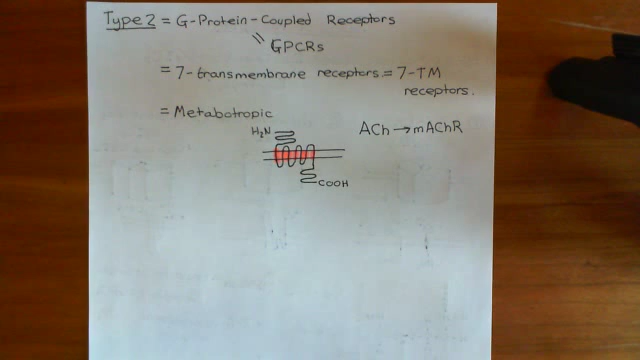 Type 2 = G-Protein-Coupled Receptors
= GPCRs
= 7-transmembrane receptors. = 7-TM
receptors.
= Metabotropic
H₂N
ACh → mAChR
COOH